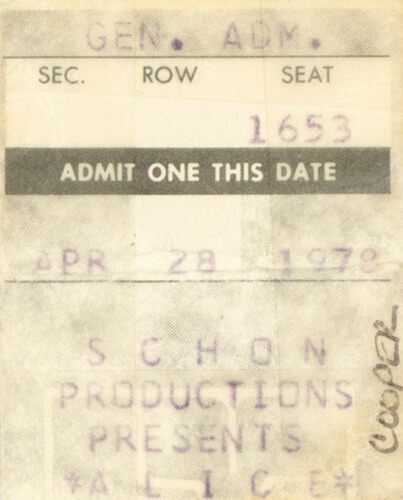 GEN. ADM.
SEC. ROW SEAT
1653
ADMIT ONE THIS DATE
APR 28 1978
SCHON
PRODUCTIONS
PRESENTS
*ALICE*
COOPER